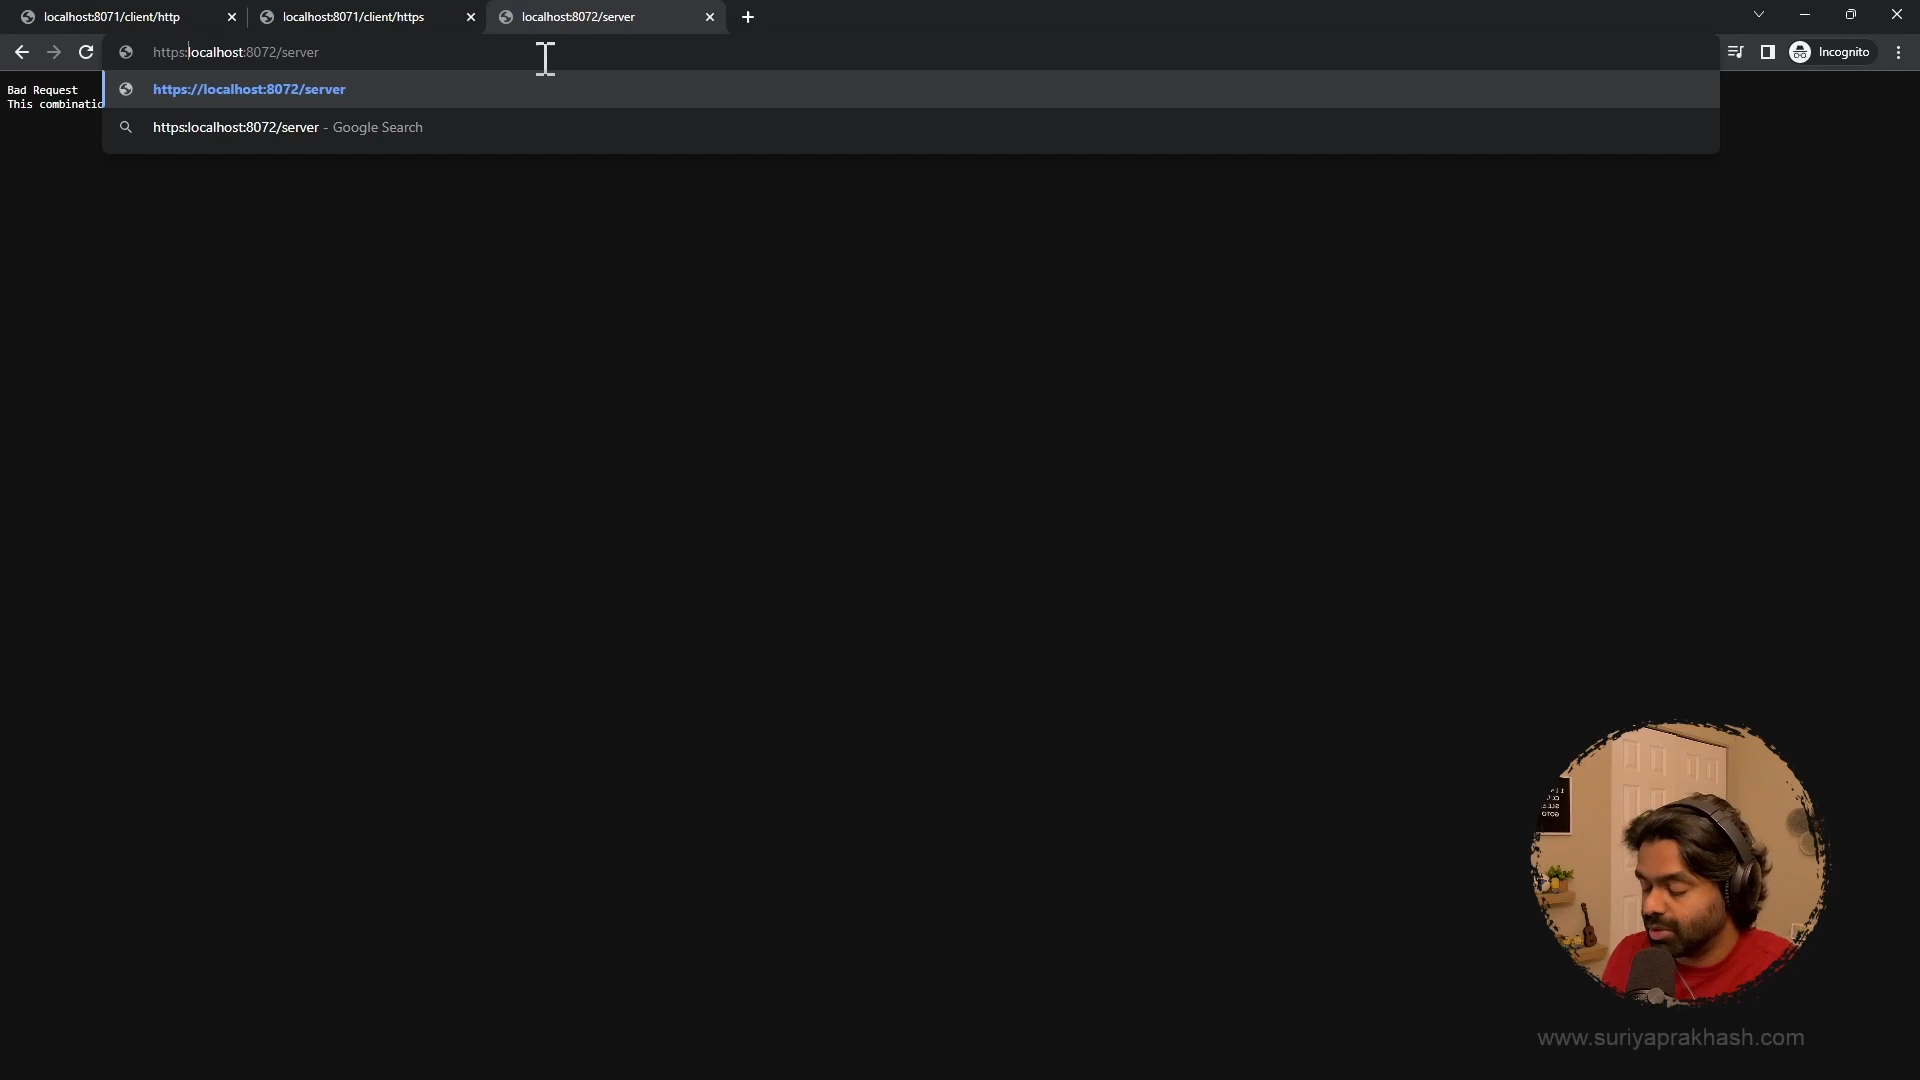 localhost:8071/client/http
localhost:8071/client/https
localhost:8072/server
https:localhost:8072/server
Incognito
https://localhost:8072/server
Bad Request
This combinatio
https:localhost:8072/server - Google Search
GOTO
www.suriyaprakhash.com